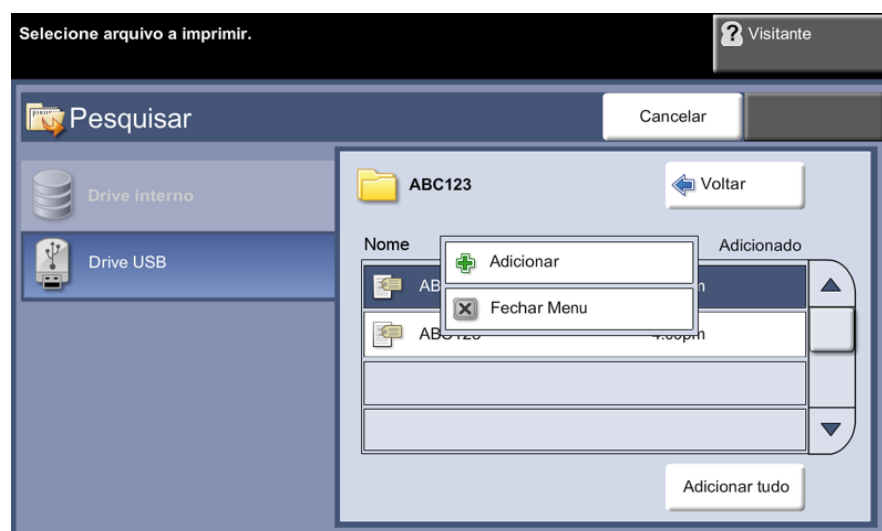 Selecione arquivo a imprimir.
Visitante
Pesquisar
Cancelar
Drive interno
ABC123
Voltar
Drive USB
Nome
Adicionado
Adicionar
Fechar Menu
Adicionar tudo